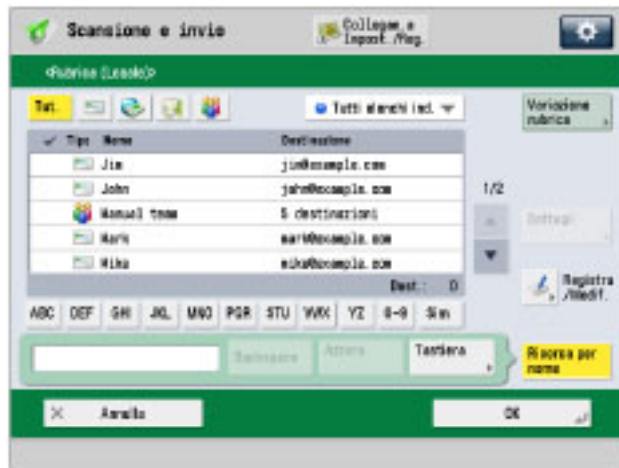 Scansione e invio
Collegam. a
Impost./Reg.
<Rubrica (Locale)>
Tut.
Tutti elenchi ind.
Variazione
rubrica
Tipo Nome Destinazione
Jim jim@example.com
John john@example.com
1/2
Manual team 5 destinazioni
Dettagli
Mark mark@example.com
Mike mike@example.com
Dest.: 0
Registra
/Modif.
ABC DEF GHI JKL MNO PQR STU VWX YZ 0-9 Sim
Tastiera
Ricerca per
nome
Annulla
OK